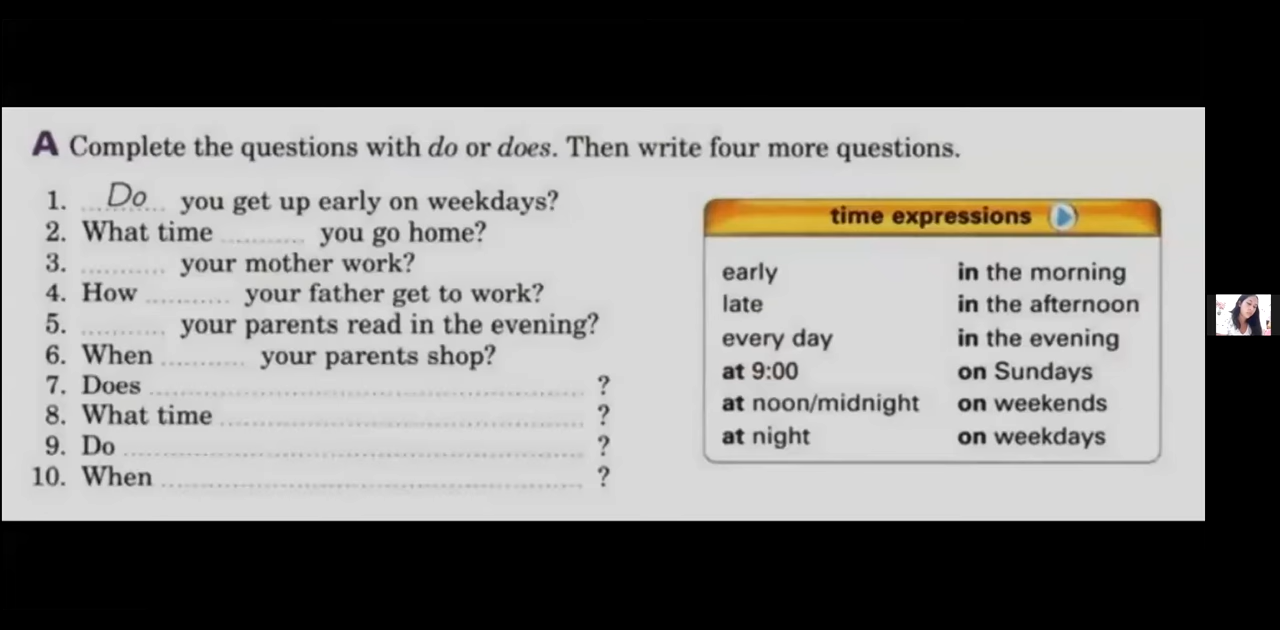 A Complete the questions with do or does. Then write four more questions.
1. Do you get up early on weekdays?
2. What time ........... you go home?
3. ........... your mother work?
4. How ........... your father get to work?
5. ........... your parents read in the evening?
6. When ........... your parents shop?
7. Does ........................................................... ?
8. What time ................................................. ?
9. Do ............................................................... ?
10. When ......................................................... ?
time expressions
early in the morning
late in the afternoon
every day in the evening
at 9:00 on Sundays
at noon/midnight on weekends
at night on weekdays